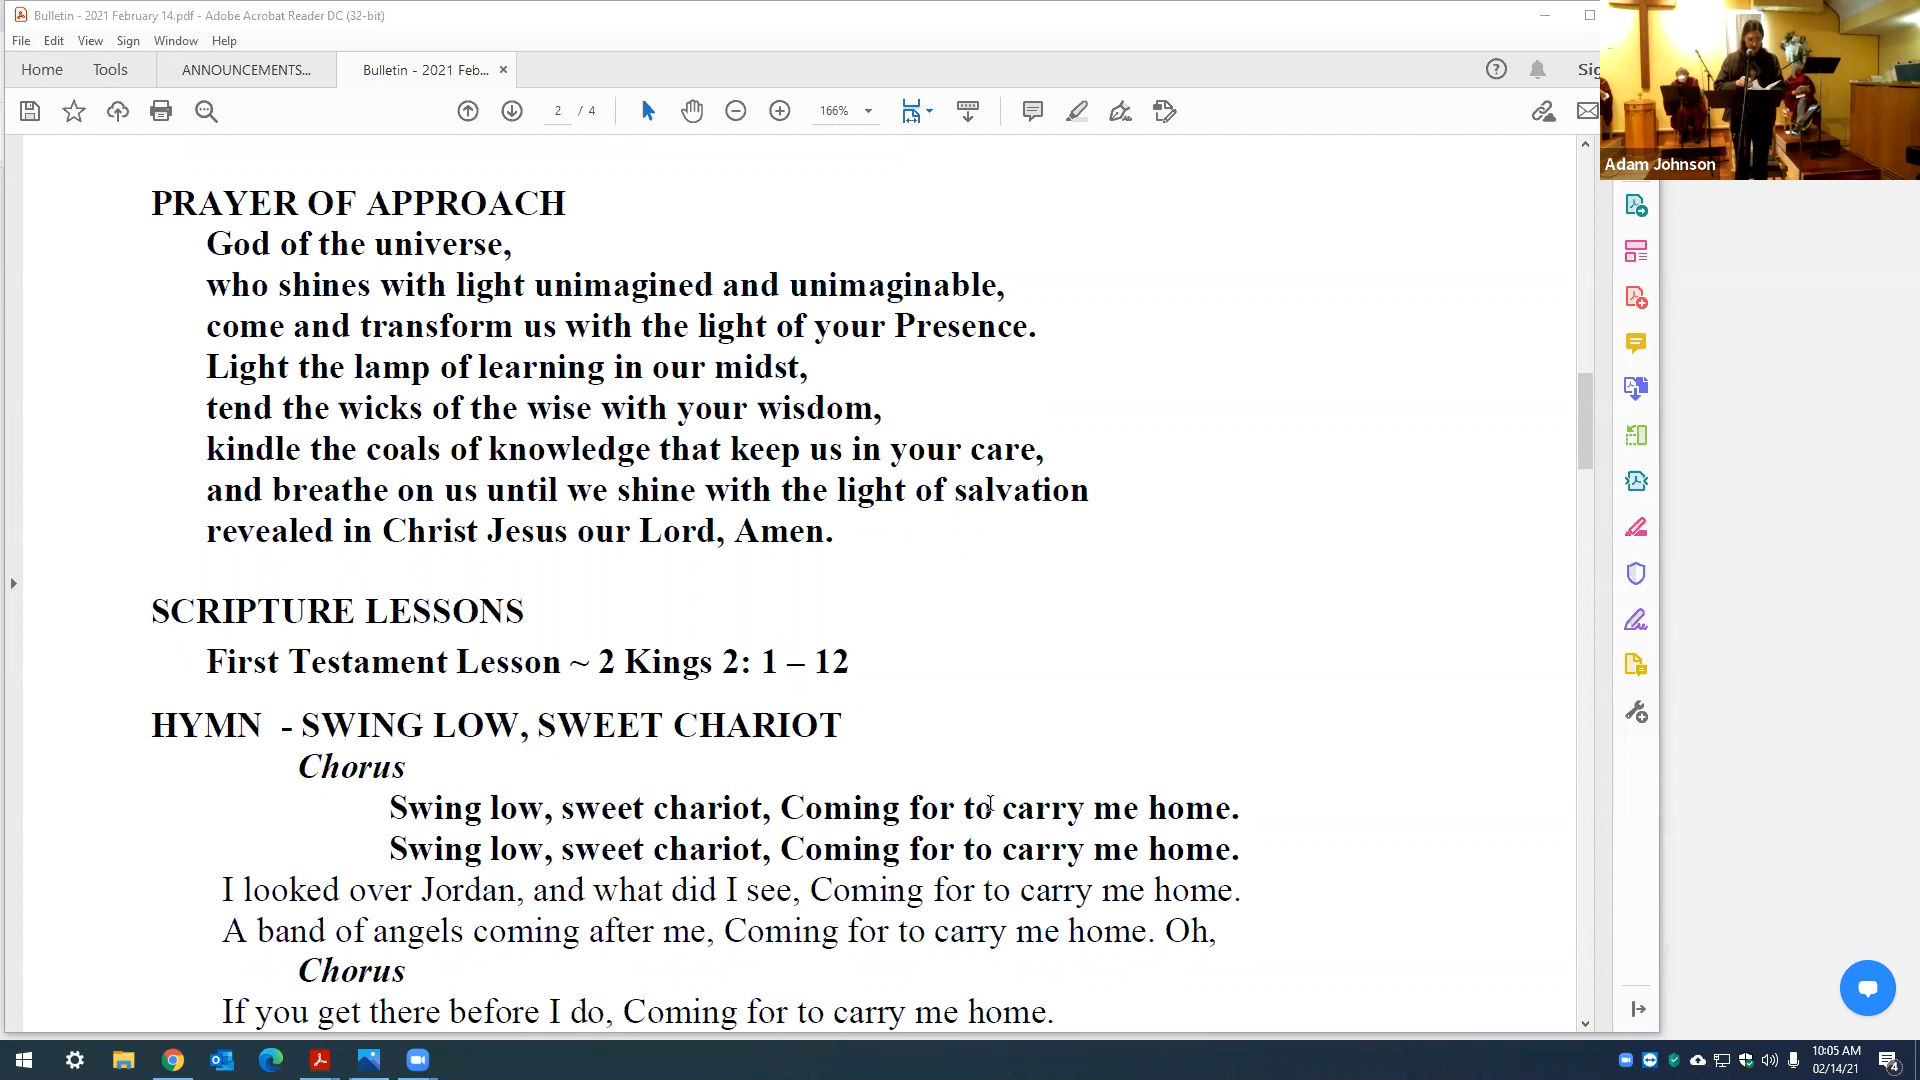 Bulletin - 2021 February 14.pdf - Adobe Acrobat Reader DC (32-bit)
File Edit View Sign Window Help
Home Tools ANNOUNCEMENTS... Bulletin - 2021 Feb... × Sig
2 / 4 166%
Adam Johnson
PRAYER OF APPROACH
God of the universe,
who shines with light unimagined and unimaginable,
come and transform us with the light of your Presence.
Light the lamp of learning in our midst,
tend the wicks of the wise with your wisdom,
kindle the coals of knowledge that keep us in your care,
and breathe on us until we shine with the light of salvation
revealed in Christ Jesus our Lord, Amen.
SCRIPTURE LESSONS
First Testament Lesson ~ 2 Kings 2: 1 – 12
HYMN - SWING LOW, SWEET CHARIOT
Chorus
Swing low, sweet chariot, Coming for to carry me home.
Swing low, sweet chariot, Coming for to carry me home.
I looked over Jordan, and what did I see, Coming for to carry me home.
A band of angels coming after me, Coming for to carry me home. Oh,
Chorus
If you get there before I do, Coming for to carry me home.
10:05 AM
02/14/21
4